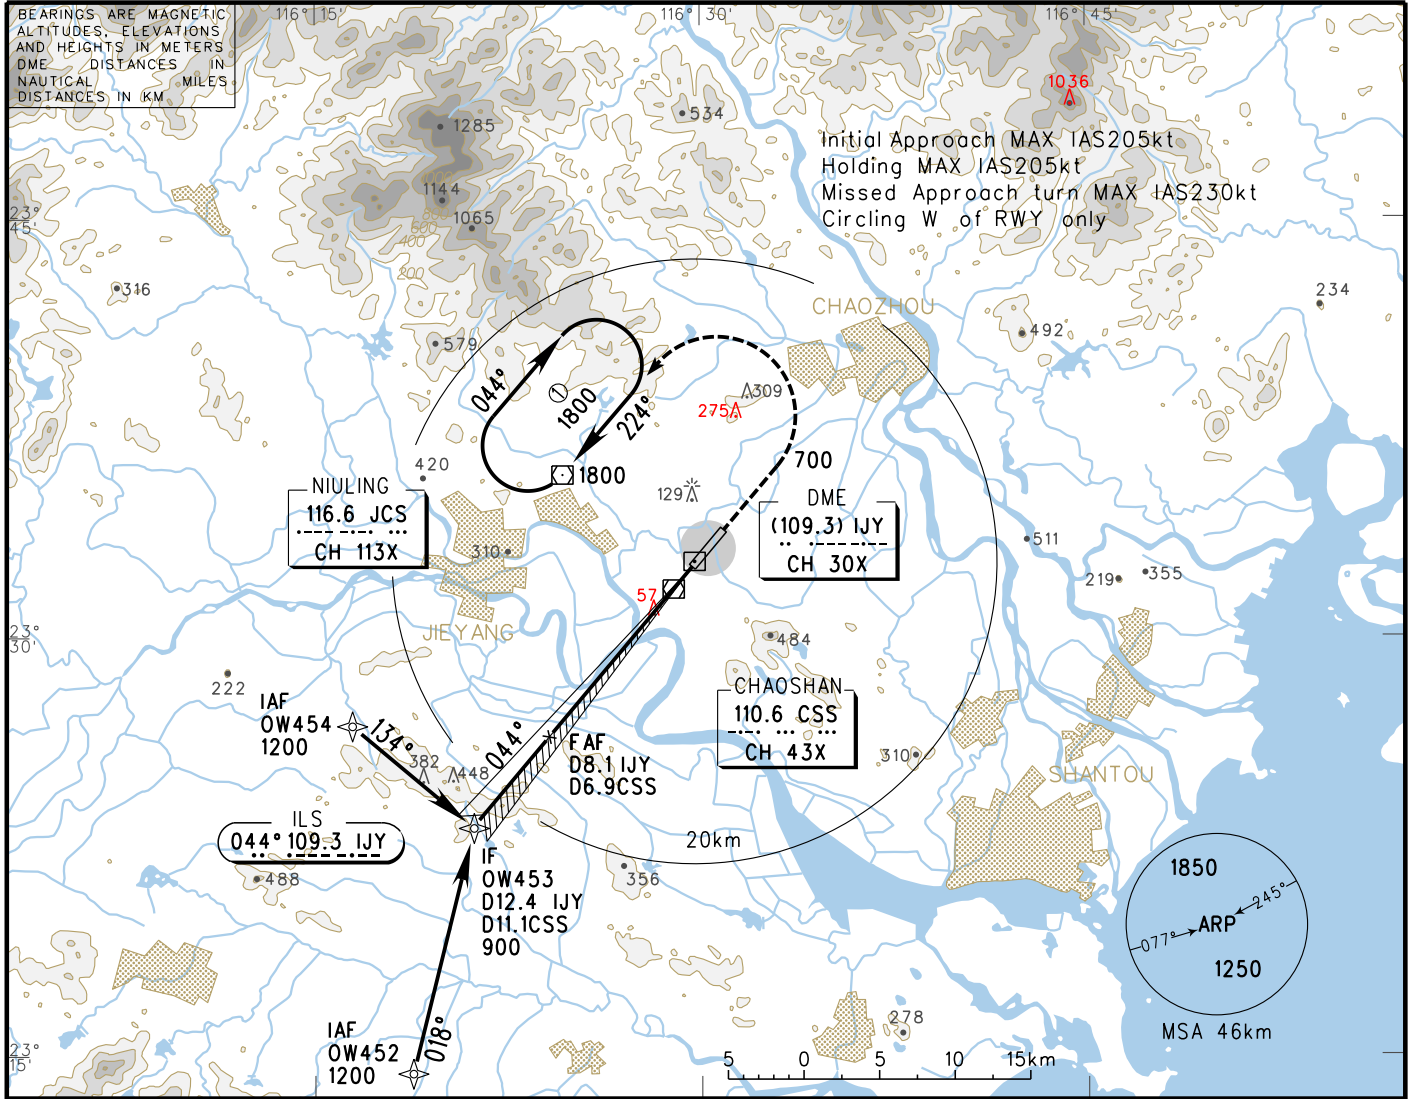 BEARINGS ARE MAGNETIC
ALTITUDES, ELEVATIONS
AND HEIGHTS IN METERS
DME DISTANCES IN
NAUTICAL MILES
DISTANCES IN KM
116° 15'
116° 30'
116° 45'
1036
1285
534
Initial Approach MAX IAS205kt
Holding MAX IAS205kt
Missed Approach turn MAX IAS230kt
Circling W of RWY only
1144
1065
23°
45'
600
400
200
316
234
CHAOZHOU
492
579
044°
1
1800
224°
309
275
420
1800
700
NIULING
116.6 JCS
CH 113X
129
DME
(109.3) IJY
CH 30X
310
511
219
355
57
JIEYANG
23°
30'
484
222
CHAOSHAN
110.6 CSS
CH 43X
IAF
OW454
1200
134°
044°
FAF
D8.1 IJY
D6.9CSS
382
448
310
SHANTOU
ILS
044° 109.3 IJY
20km
488
356
IF
OW453
D12.4 IJY
D11.1CSS
900
1850
245°
ARP
077°
1250
MSA 46km
278
IAF
OW452
1200
018°
23°
15'
5 0 5 10 15km